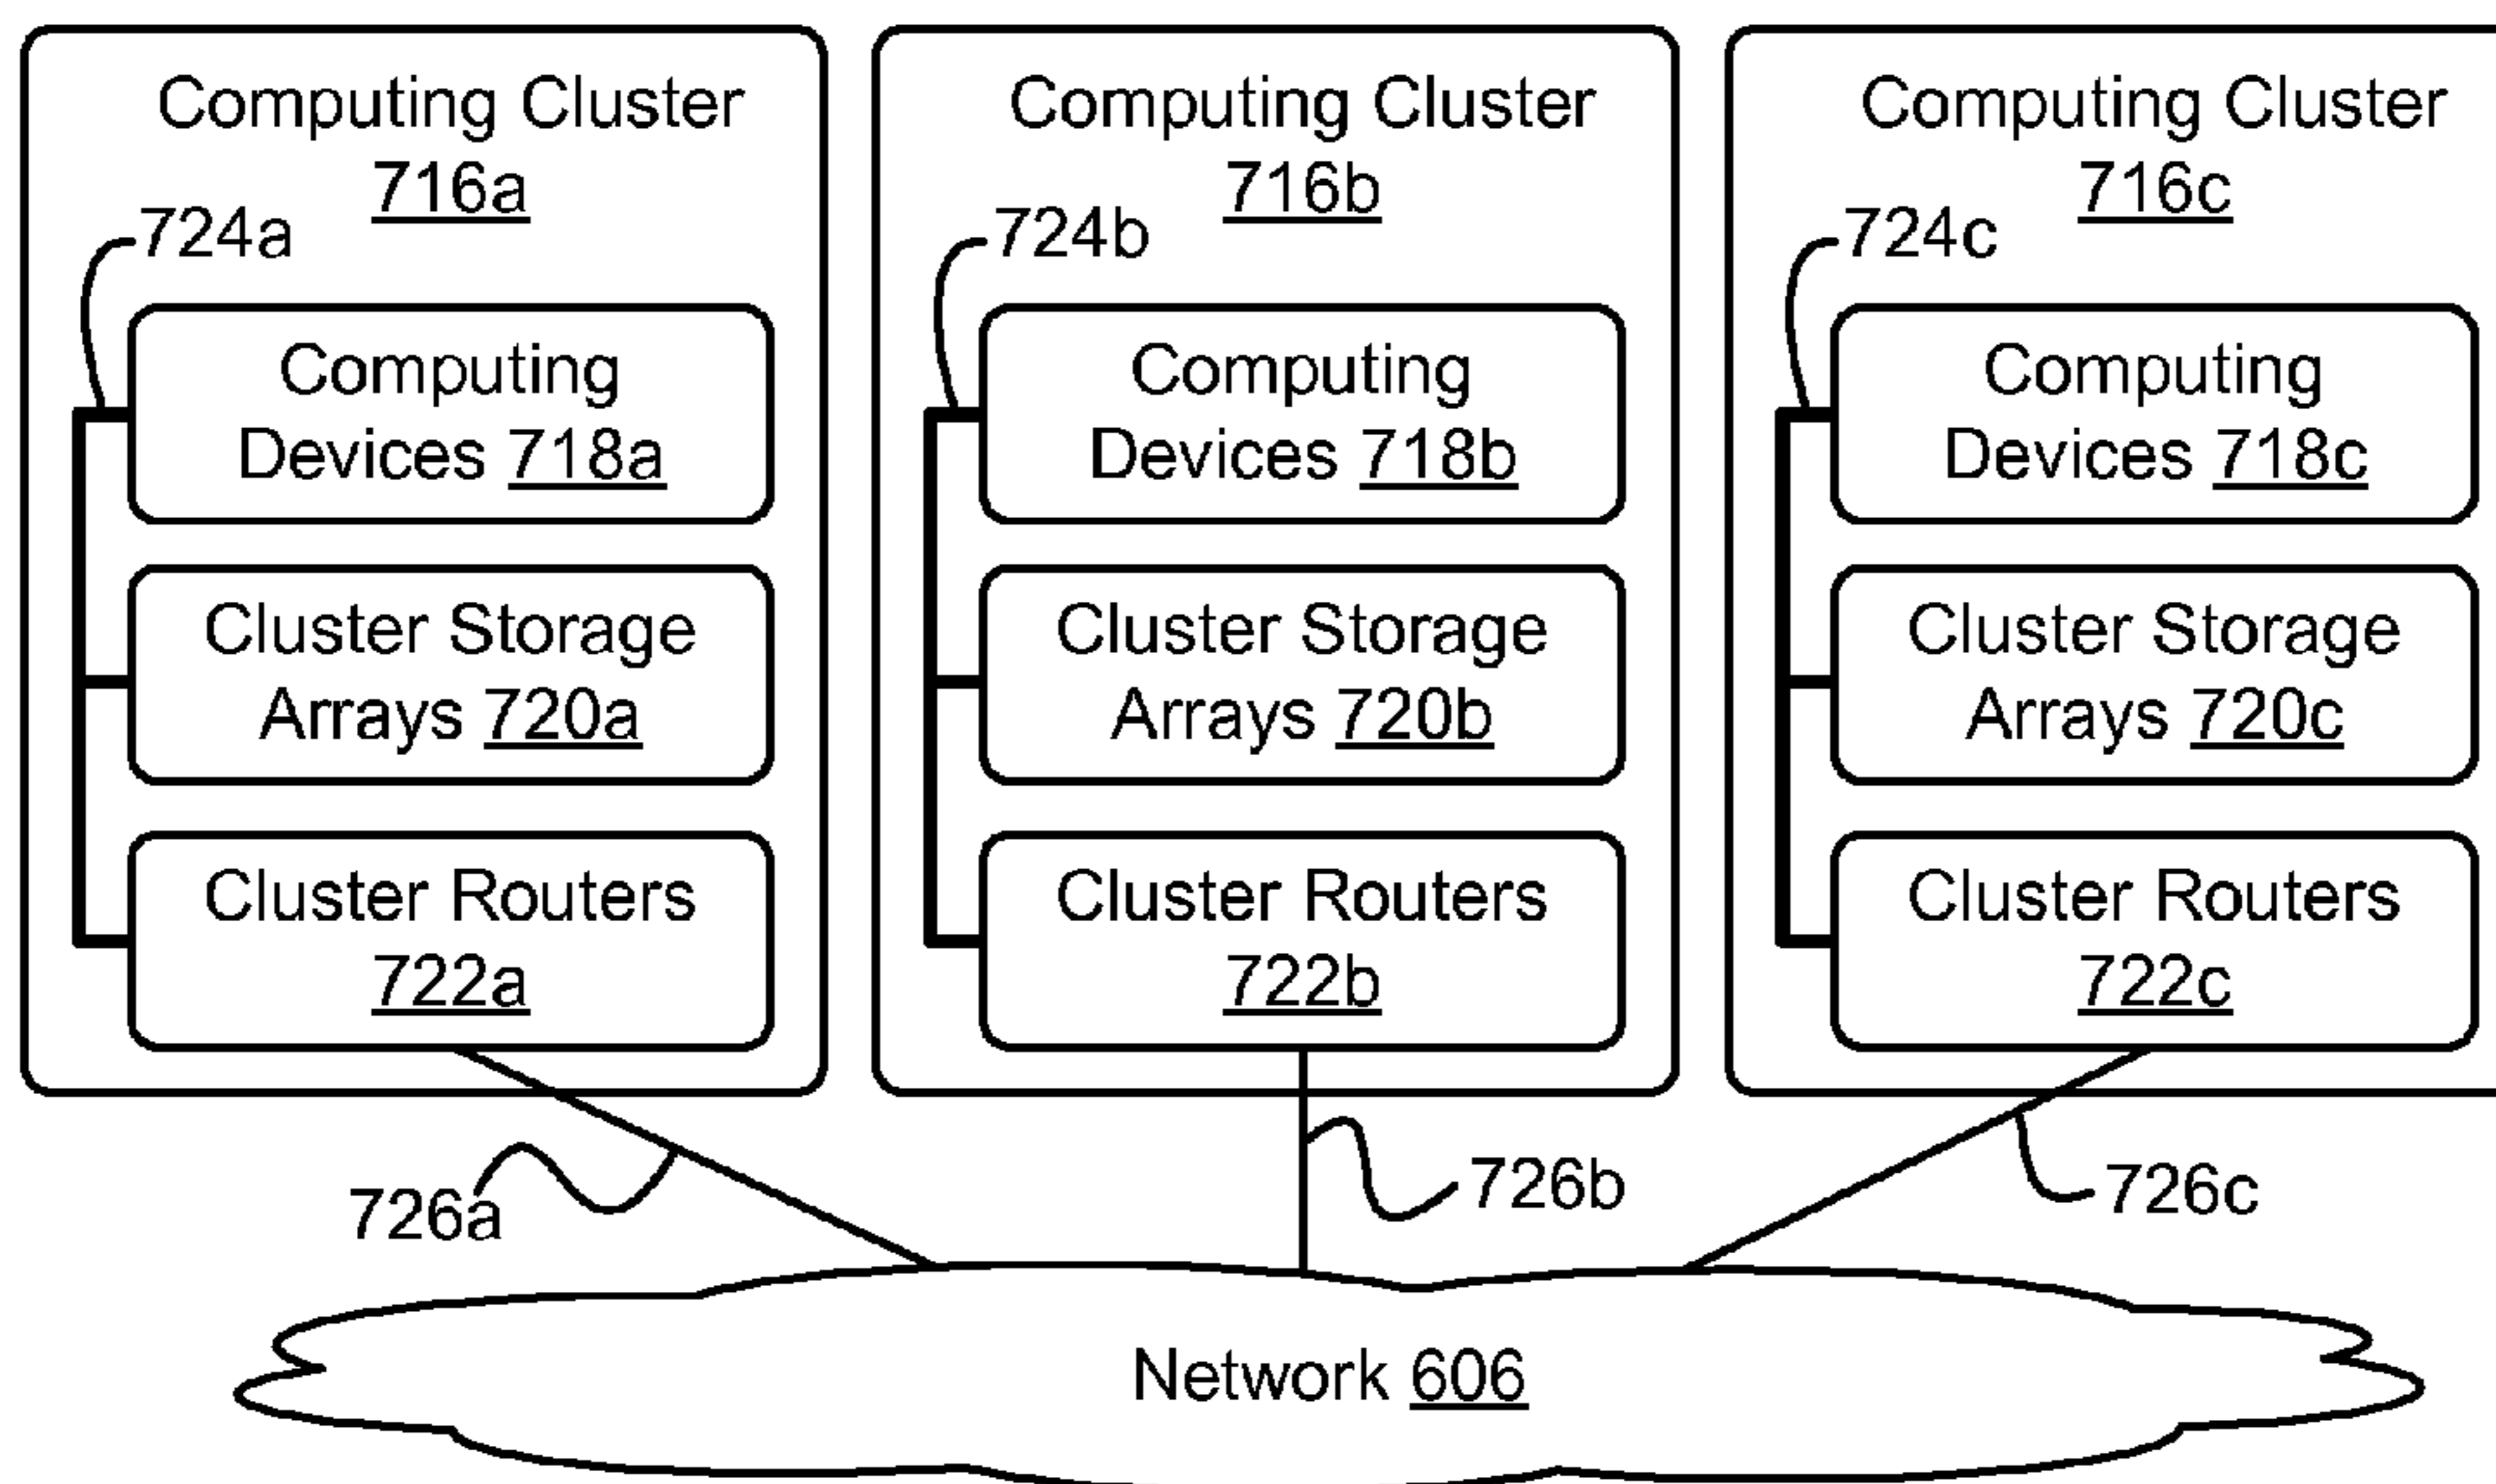 Computing Cluster
716a
724a
Computing
Devices 718a
Cluster Storage
Arrays 720a
Cluster Routers
722a
Computing Cluster
716b
724b
Computing
Devices 718b
Cluster Storage
Arrays 720b
Cluster Routers
722b
Computing Cluster
716c
724c
Computing
Devices 718c
Cluster Storage
Arrays 720c
Cluster Routers
722c
726a
726b
726c
Network 606